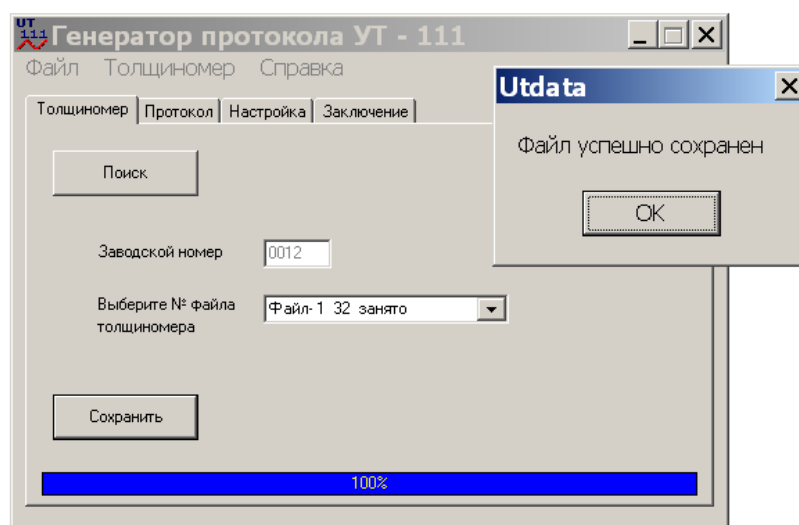 UT
111
Генератор протокола УТ - 111
Файл Толщиномер Справка
Толщиномер Протокол Настройка Заключение
Поиск
Заводской номер 0012
Выберите № файла
толщиномера
Файл-1 32 занято
Сохранить
100%
Utdata
Файл успешно сохранен
OK